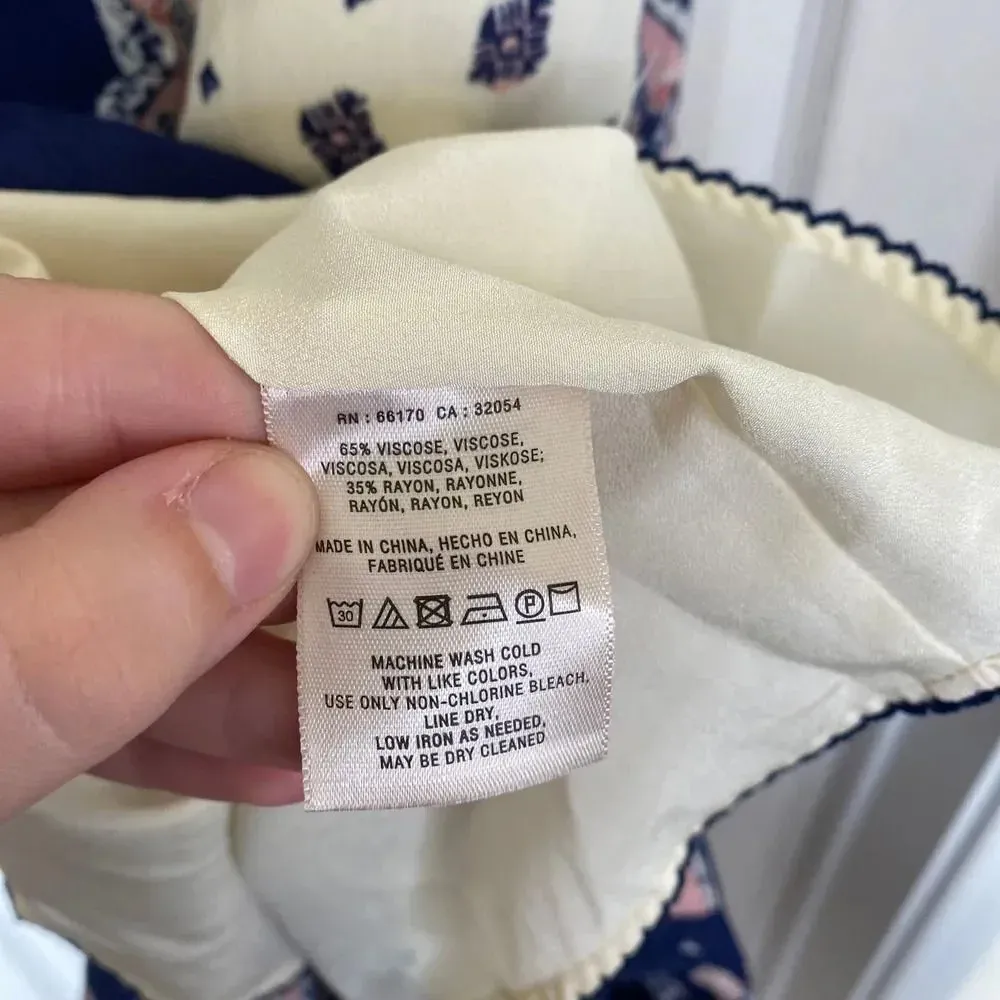 RN : 66170 CA : 32054
65% VISCOSE, VISCOSE,
VISCOSA, VISCOSA, VISKOSE;
35% RAYON, RAYONNE,
RAYÓN, RAYON, REYON
MADE IN CHINA, HECHO EN CHINA,
FABRIQUÉ EN CHINE
30 P
MACHINE WASH COLD
WITH LIKE COLORS,
USE ONLY NON-CHLORINE BLEACH,
LINE DRY,
LOW IRON AS NEEDED,
MAY BE DRY CLEANED